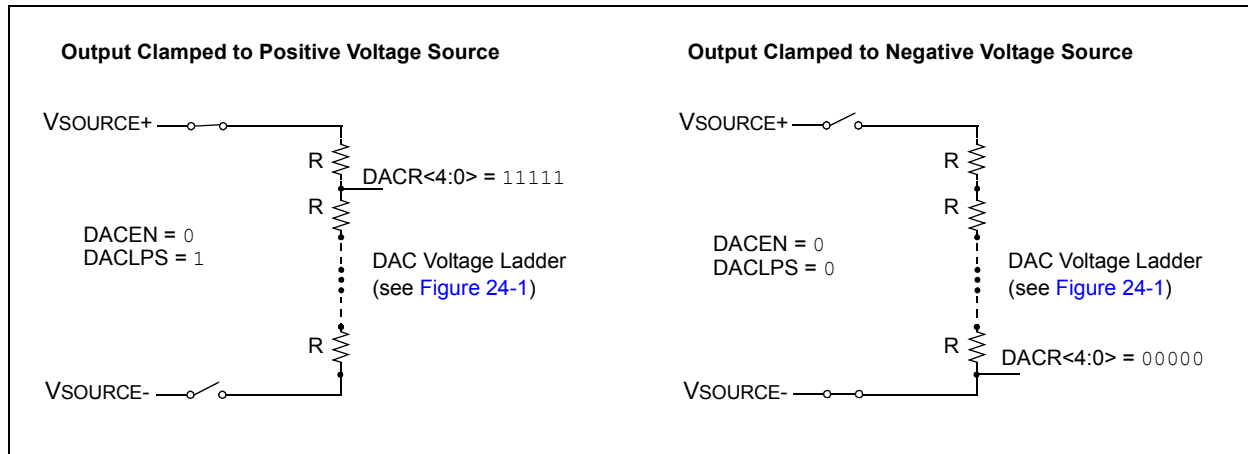 Output Clamped to Positive Voltage Source
VSOURCE+
R
DACR<4:0> = 11111
R
DACEN = 0
DACLPS = 1
DAC Voltage Ladder
(see Figure 24-1)
R
VSOURCE-
Output Clamped to Negative Voltage Source
VSOURCE+
R
R
DACEN = 0
DACLPS = 0
DAC Voltage Ladder
(see Figure 24-1)
R
DACR<4:0> = 00000
VSOURCE-